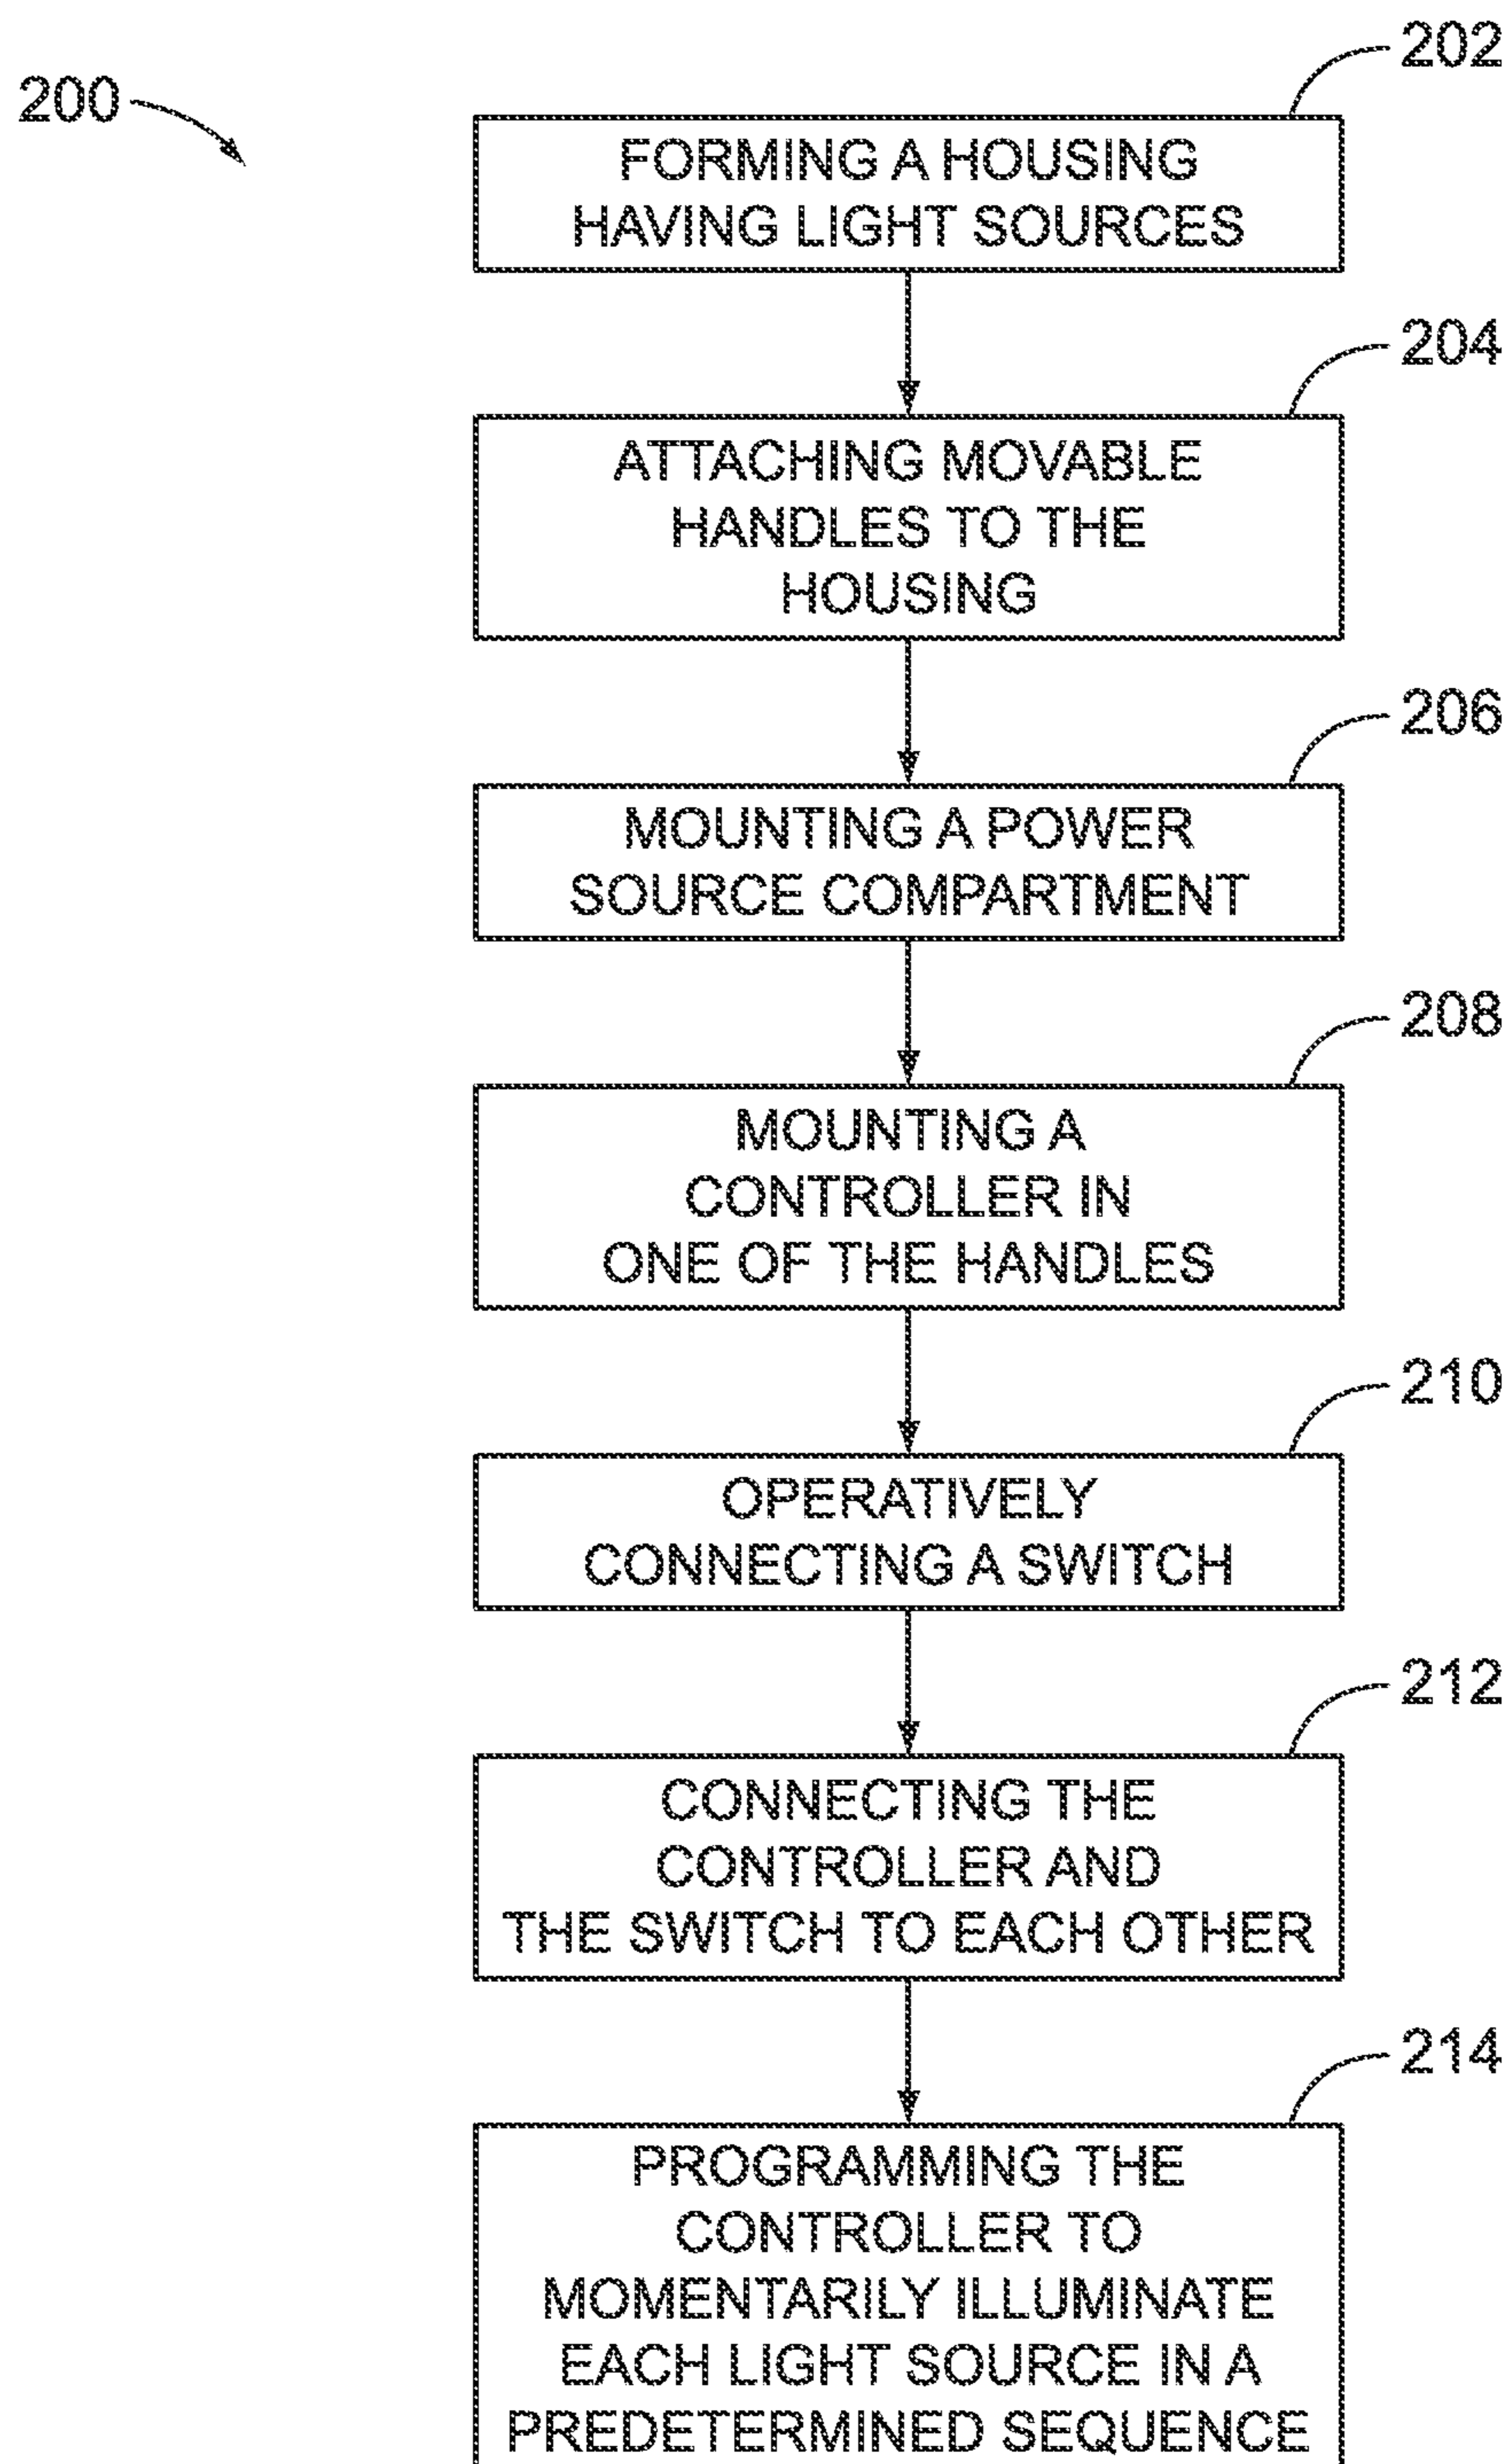 200
202
FORMING A HOUSING
HAVING LIGHT SOURCES
204
ATTACHING MOVABLE
HANDLES TO THE
HOUSING
206
MOUNTING A POWER
SOURCE COMPARTMENT
208
MOUNTING A
CONTROLLER IN
ONE OF THE HANDLES
210
OPERATIVELY
CONNECTING A SWITCH
212
CONNECTING THE
CONTROLLER AND
THE SWITCH TO EACH OTHER
214
PROGRAMMING THE
CONTROLLER TO
MOMENTARILY ILLUMINATE
EACH LIGHT SOURCE IN A
PREDETERMINED SEQUENCE